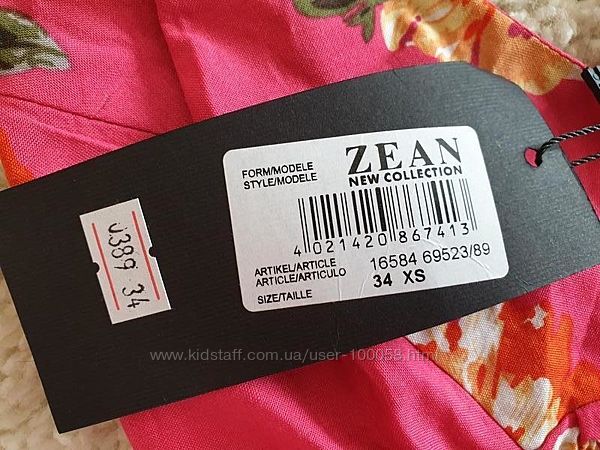 FORM/MODELE
STYLE/MODELE
ZEAN
NEW COLLECTION
4 021420 867413
ARTIKEL/ARTICLE
ARTICLE/ARTICULO
16584 69523/89
SIZE/TAILLE
34 XS
J389 34
www.kidstaff.com.ua/user-100058.htm